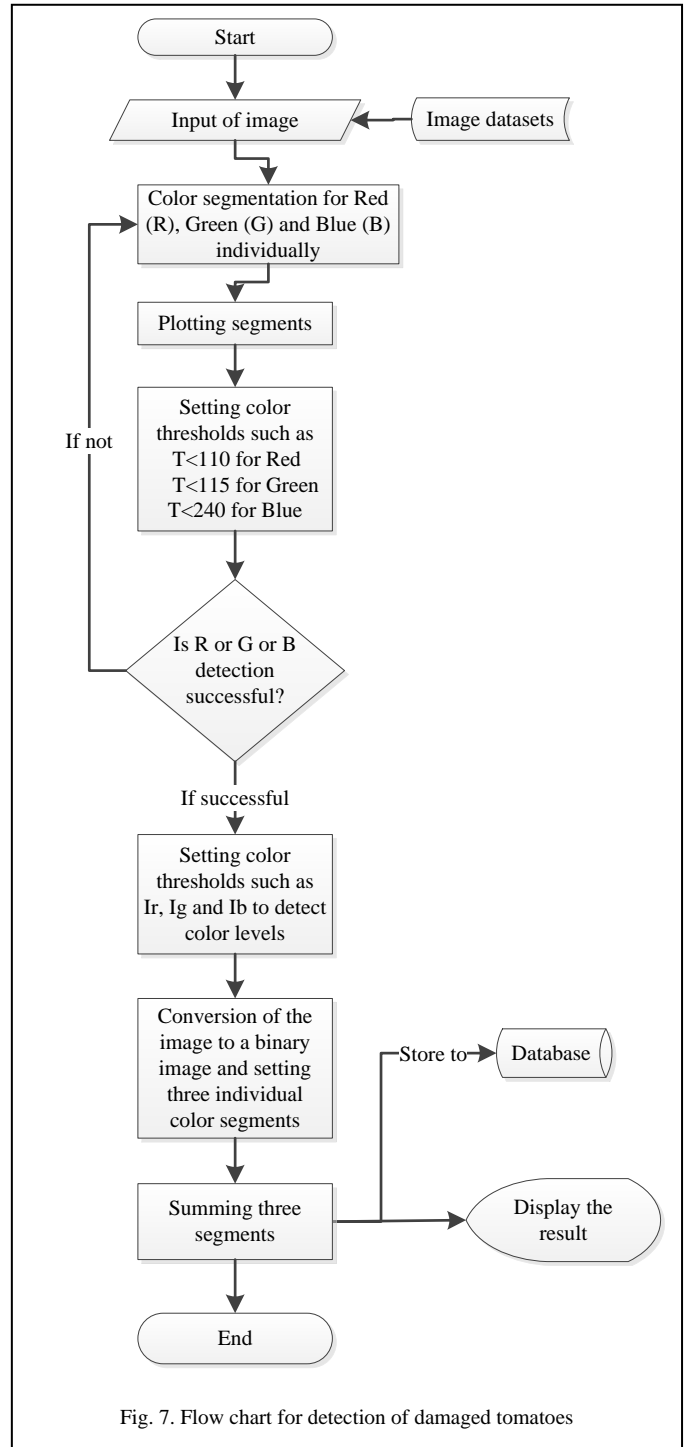 Start
Input of image
Image datasets
Color segmentation for Red
(R), Green (G) and Blue (B)
individually
Plotting segments
Setting color
thresholds such as
T<110 for Red
T<115 for Green
T<240 for Blue
If not
Is R or G or B
detection
successful?
If successful
Setting color
thresholds such as
Ir, Ig and Ib to detect
color levels
Conversion of the
image to a binary
image and setting
three individual
color segments
Store to
Database
Summing three
segments
Display the
result
End
Fig. 7. Flow chart for detection of damaged tomatoes